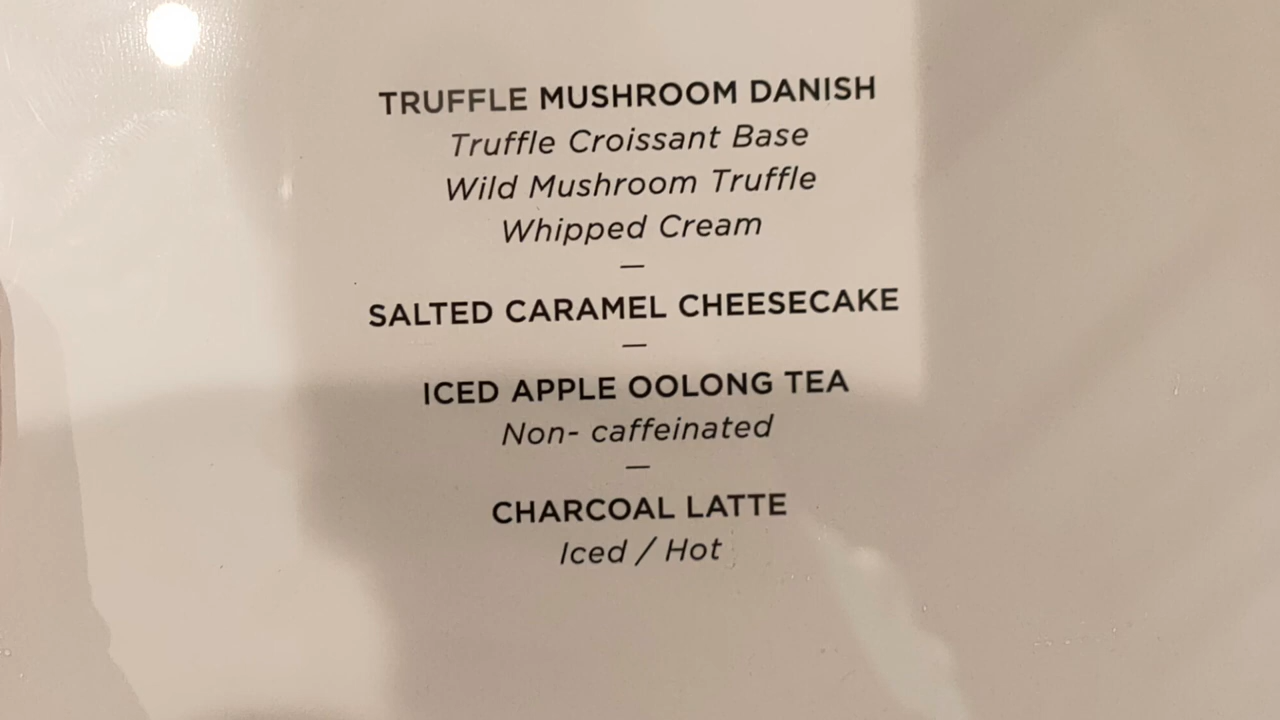 TRUFFLE MUSHROOM DANISH
Truffle Croissant Base
Wild Mushroom Truffle
Whipped Cream
—
SALTED CARAMEL CHEESECAKE
—
ICED APPLE OOLONG TEA
Non- caffeinated
—
CHARCOAL LATTE
Iced / Hot